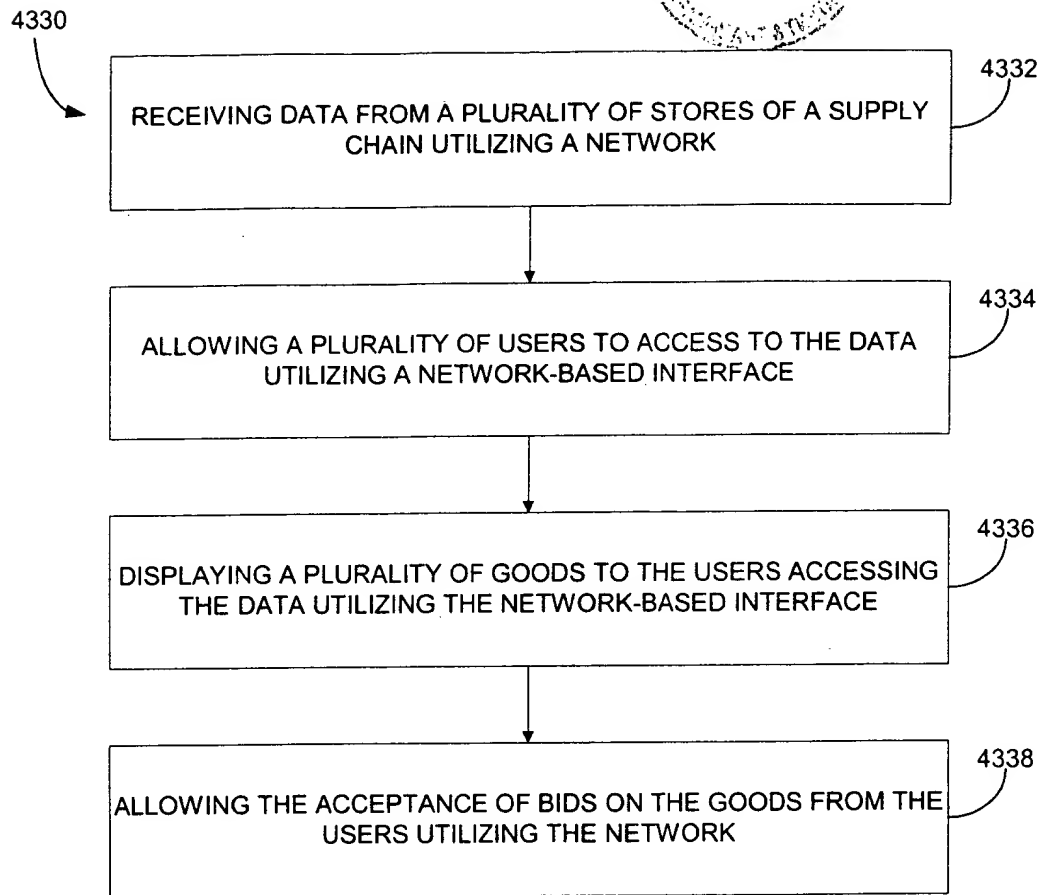 4330
4332
RECEIVING DATA FROM A PLURALITY OF STORES OF A SUPPLY
CHAIN UTILIZING A NETWORK
4334
ALLOWING A PLURALITY OF USERS TO ACCESS TO THE DATA
UTILIZING A NETWORK-BASED INTERFACE
4336
DISPLAYING A PLURALITY OF GOODS TO THE USERS ACCESSING
THE DATA UTILIZING THE NETWORK-BASED INTERFACE
4338
ALLOWING THE ACCEPTANCE OF BIDS ON THE GOODS FROM THE
USERS UTILIZING THE NETWORK